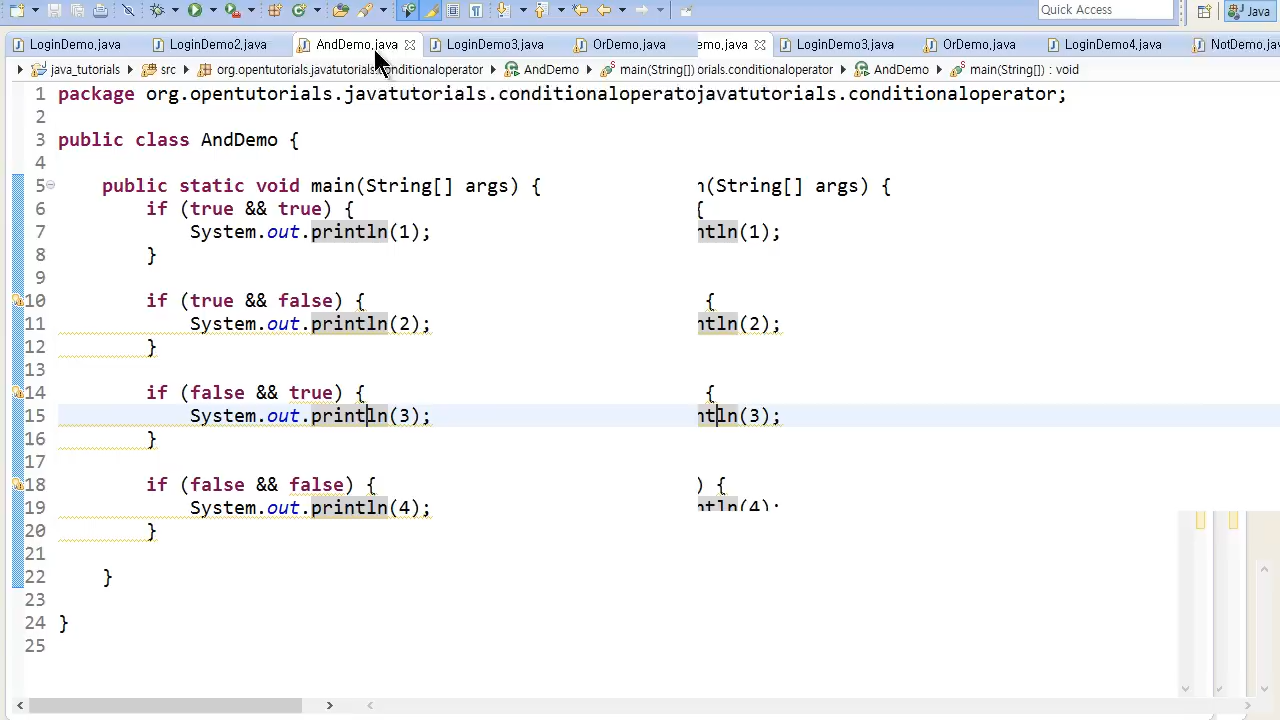 Quick Access
Java
LoginDemo.java LoginDemo2.java AndDemo.java LoginDemo3.java OrDemo.java emo.java LoginDemo3.java OrDemo.java LoginDemo4.java NotDemo.ja
java_tutorials src org.opentutorials.javatutorials.conditionaloperator AndDemo main(String[]) orials.conditionaloperator AndDemo main(String[]) : void
1 package org.opentutorials.javatutorials.conditionaloperatojavatutorials.conditionaloperator;
2
3 public class AndDemo {
4
5 public static void main(String[] args) { n(String[] args) {
6 if (true && true) { {
7 System.out.println(1); ntln(1);
8 }
9
10 if (true && false) { {
11 System.out.println(2); ntln(2);
12 }
13
14 if (false && true) { {
15 System.out.println(3); ntln(3);
16 }
17
18 if (false && false) { ) {
19 System.out.println(4); ntln(4);
20 }
21
22 }
23
24 }
25